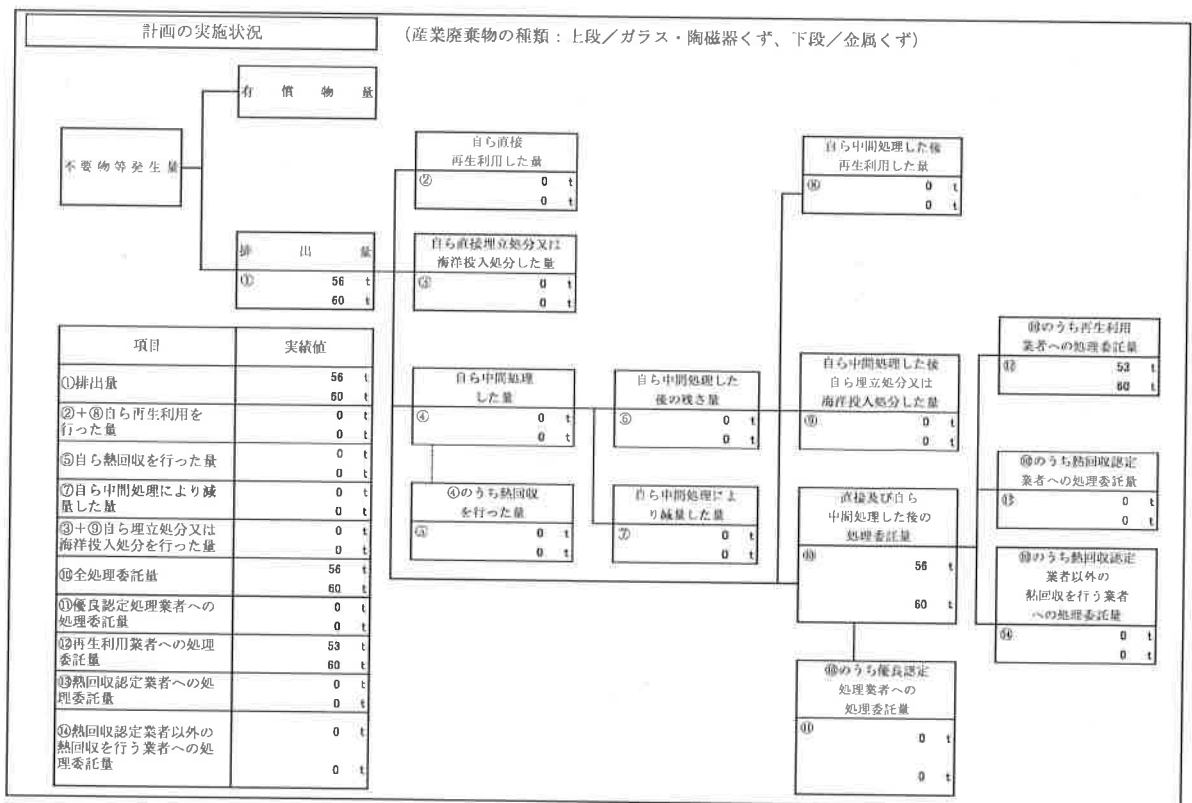 計画の実施状況
（産業廃棄物の種類：上段／ガラス・陶磁器くず、下段／金属くず）
有償物量
不要物等発生量
自ら直接
再生利用した量
② 0 t
0 t
自ら中間処理した後
再生利用した量
⑧ 0 t
0 t
排出量
① 56 t
60 t
自ら直接埋立処分又は
海洋投入処分した量
③ 0 t
0 t
項目 実績値
①排出量 56 t
60 t
②＋⑧自ら再生利用を
行った量
0 t
0 t
⑤自ら熱回収を行った量 0 t
0 t
⑦自ら中間処理により減
量した量
0 t
0 t
③＋⑨自ら埋立処分又は
海洋投入処分を行った量
0 t
0 t
⑩全処理委託量 56 t
60 t
⑪優良認定処理業者への
処理委託量
0 t
0 t
⑫再生利用業者への処理
委託量
53 t
60 t
⑬熱回収認定業者への処
理委託量
0 t
0 t
⑭熱回収認定業者以外の
熱回収を行う業者への処
理委託量
0 t
0 t
自ら中間処理
した量
④ 0 t
0 t
④のうち熱回収
を行った量
⑤ 0 t
0 t
自ら中間処理した
後の残さ量
⑥ 0 t
0 t
自ら中間処理によ
り減量した量
⑦ 0 t
0 t
自ら中間処理した後
自ら埋立処分又は
海洋投入処分した量
⑨ 0 t
0 t
直接及び自ら
中間処理した後の
処理委託量
⑩ 56 t
60 t
⑩のうち優良認定
処理業者への
処理委託量
⑪ 0 t
0 t
⑩のうち再生利用
業者への処理委託量
⑫ 53 t
60 t
⑩のうち熱回収認定
業者への処理委託量
⑬ 0 t
0 t
⑩のうち熱回収認定
業者以外の
熱回収を行う業者
への処理委託量
⑭ 0 t
0 t